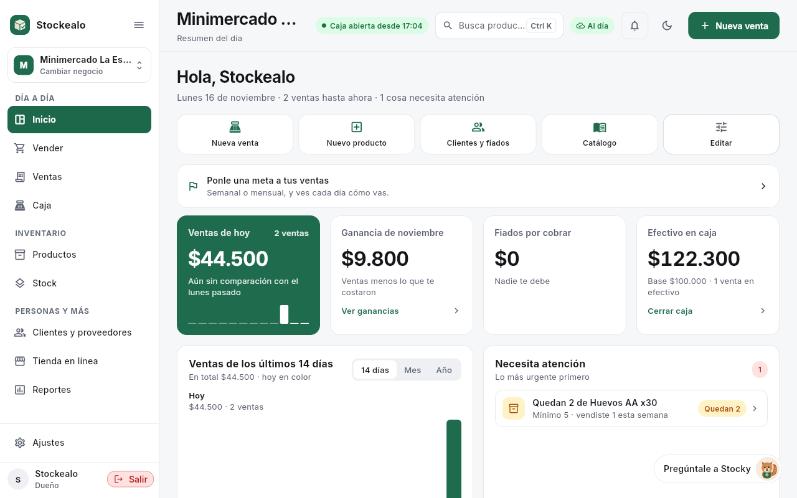 Stockealo
M
Minimercado La Es...
Cambiar negocio
DÍA A DÍA
Inicio
Vender
Ventas
Caja
INVENTARIO
Productos
Stock
PERSONAS Y MÁS
Clientes y proveedores
Tienda en línea
Reportes
Ajustes
S
Stockealo
Dueño
Salir
Minimercado ...
Resumen del día
Caja abierta desde 17:04
Busca produc...
Ctrl K
Al día
Nueva venta
Hola, Stockealo
Lunes 16 de noviembre · 2 ventas hasta ahora · 1 cosa necesita atención
Nueva venta
Nuevo producto
Clientes y fiados
Catálogo
Editar
Ponle una meta a tus ventas
Semanal o mensual, y ves cada día cómo vas.
Ventas de hoy
2 ventas
$44.500
Aún sin comparación con el
lunes pasado
Ganancia de noviembre
$9.800
Ventas menos lo que te
costaron
Ver ganancias
Fiados por cobrar
$0
Nadie te debe
Efectivo en caja
$122.300
Base $100.000 · 1 venta en
efectivo
Cerrar caja
Ventas de los últimos 14 días
En total $44.500 · hoy en color
14 días
Mes
Año
Hoy
$44.500 · 2 ventas
Necesita atención
Lo más urgente primero
1
Quedan 2 de Huevos AA x30
Mínimo 5 · vendiste 1 esta semana
Quedan 2
Pregúntale a Stocky